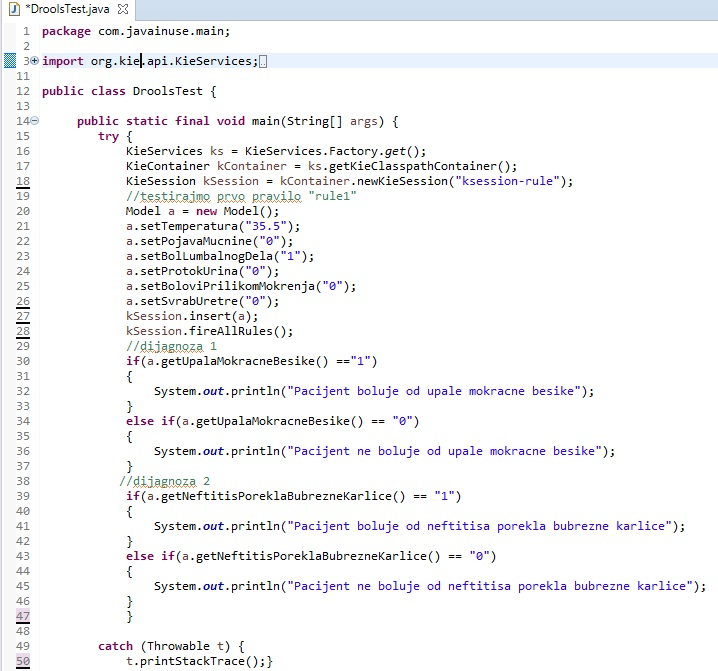 *DroolsTest.java
1 package com.javainuse.main;
2
3 import org.kie.api.KieServices;
11
12 public class DroolsTest {
13
14 public static final void main(String[] args) {
15 try {
16 KieServices ks = KieServices.Factory.get();
17 KieContainer kContainer = ks.getKieClasspathContainer();
18 KieSession kSession = kContainer.newKieSession("ksession-rule");
19 //testirajmo prvo pravilo "rule1"
20 Model a = new Model();
21 a.setTemperatura("35.5");
22 a.setPojavaMucnine("0");
23 a.setBolLumbalnogDela("1");
24 a.setProtokUrina("0");
25 a.setBoloviPrilikomMokrenja("0");
26 a.setSvrabUretre("0");
27 kSession.insert(a);
28 kSession.fireAllRules();
29 //dijagnoza 1
30 if(a.getUpalaMokracneBesike() =="1")
31 {
32 System.out.println("Pacijent boluje od upale mokracne besike");
33 }
34 else if(a.getUpalaMokracneBesike() == "0")
35 {
36 System.out.println("Pacijent ne boluje od upale mokracne besike");
37 }
38 //dijagnoza 2
39 if(a.getNeftitisPoreklaBubrezneKarlice() == "1")
40 {
41 System.out.println("Pacijent boluje od neftitisa porekla bubrezne karlice");
42 }
43 else if(a.getNeftitisPoreklaBubrezneKarlice() == "0")
44 {
45 System.out.println("Pacijent ne boluje od neftitisa porekla bubrezne karlice");
46 }
47 }
48
49 catch (Throwable t) {
50 t.printStackTrace();}